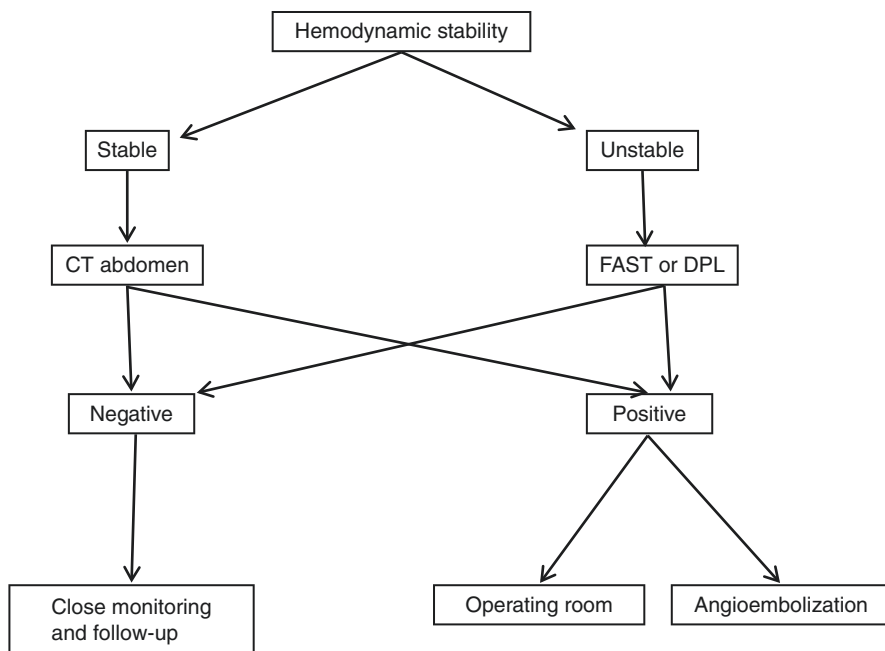 Hemodynamic stability
Stable
Unstable
CT abdomen
FAST or DPL
Negative
Positive
Close monitoring
and follow-up
Operating room
Angioembolization